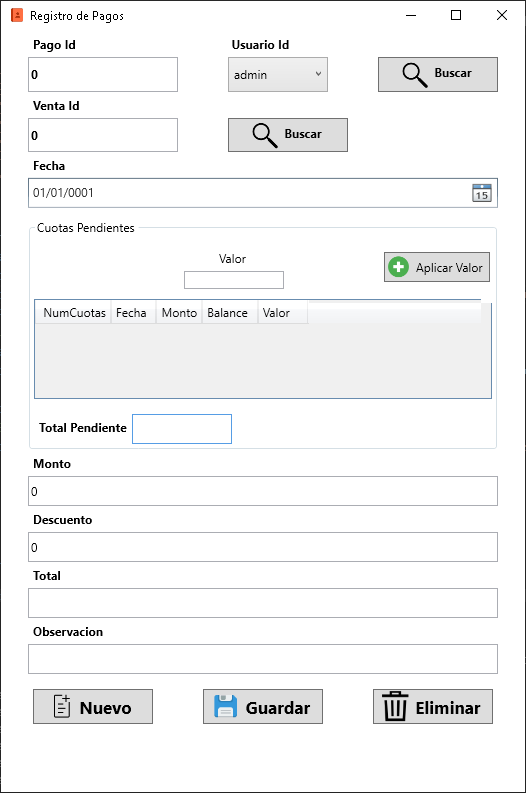 Registro de Pagos
Pago Id
Usuario Id
0
admin
Buscar
Venta Id
0
Buscar
Fecha
01/01/0001
15
Cuotas Pendientes
Valor
Aplicar Valor
NumCuotas Fecha Monto Balance Valor
Total Pendiente
Monto
0
Descuento
0
Total
Observacion
Nuevo
Guardar
Eliminar